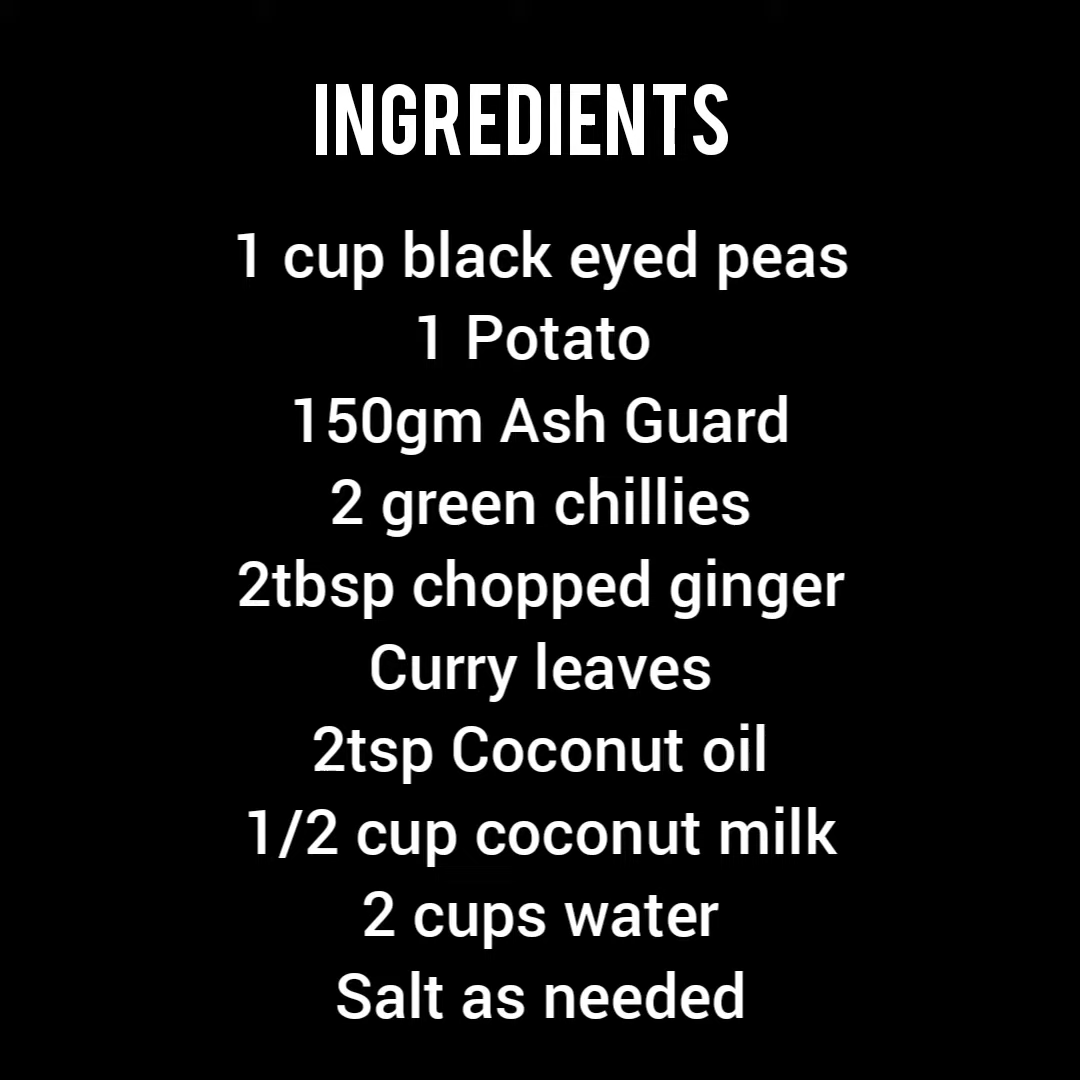 INGREDIENTS
1 cup black eyed peas
1 Potato
150gm Ash Guard
2 green chillies
2tbsp chopped ginger
Curry leaves
2tsp Coconut oil
1/2 cup coconut milk
2 cups water
Salt as needed